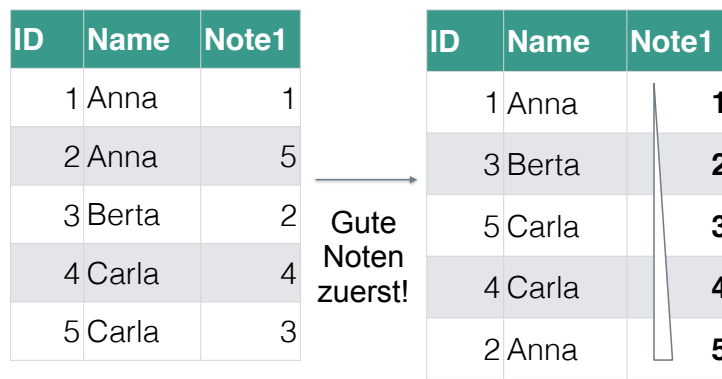 ID Name Note1
1 Anna 1
2 Anna 5
3 Berta 2
4 Carla 4
5 Carla 3
Gute
Noten
zuerst!
ID Name Note1
1 Anna 1
3 Berta 2
5 Carla 3
4 Carla 4
2 Anna 5